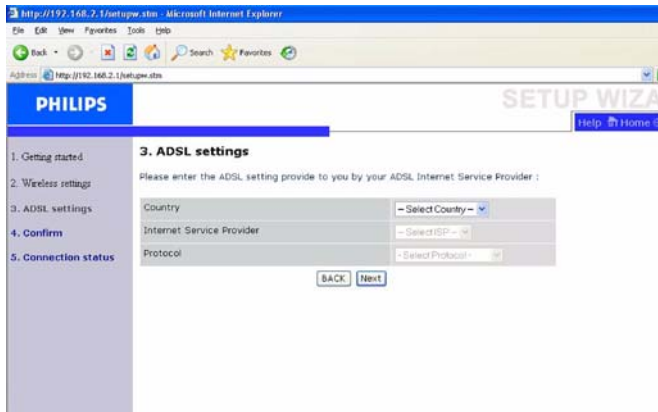 http://192.168.2.1/setupw.stm - Microsoft Internet Explorer
File Edit View Favorites Tools Help
Back Search Favorites
Address http://192.168.2.1/setupw.stm
PHILIPS
SETUP WIZA
Help Home
1. Getting started
2. Wireless settings
3. ADSL settings
4. Confirm
5. Connection status
3. ADSL settings
Please enter the ADSL setting provide to you by your ADSL Internet Service Provider :
Country -- Select Country --
Internet Service Provider -- Select ISP --
Protocol - Select Protocol -
BACK Next